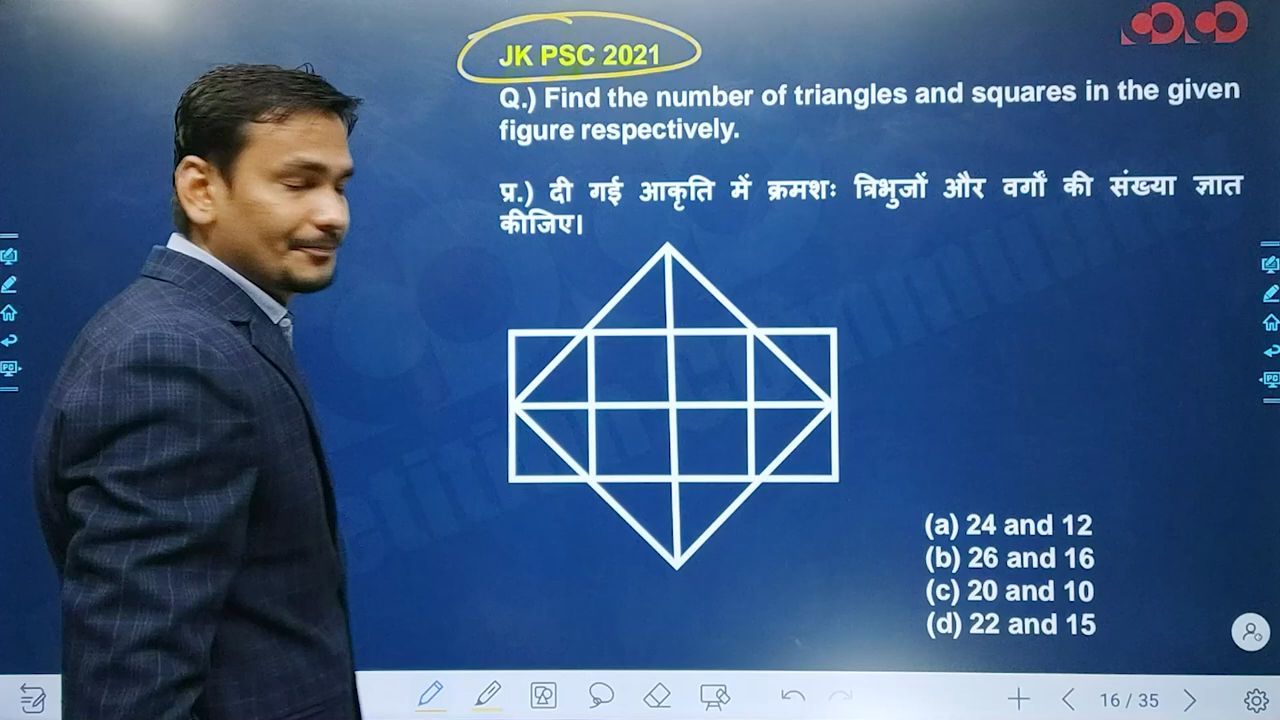 JK PSC 2021
Q.) Find the number of triangles and squares in the given
figure respectively.
प्र.) दी गई आकृति में क्रमशः त्रिभुजों और वर्गों की संख्या ज्ञात
कीजिए।
(a) 24 and 12
(b) 26 and 16
(c) 20 and 10
(d) 22 and 15
16 / 35